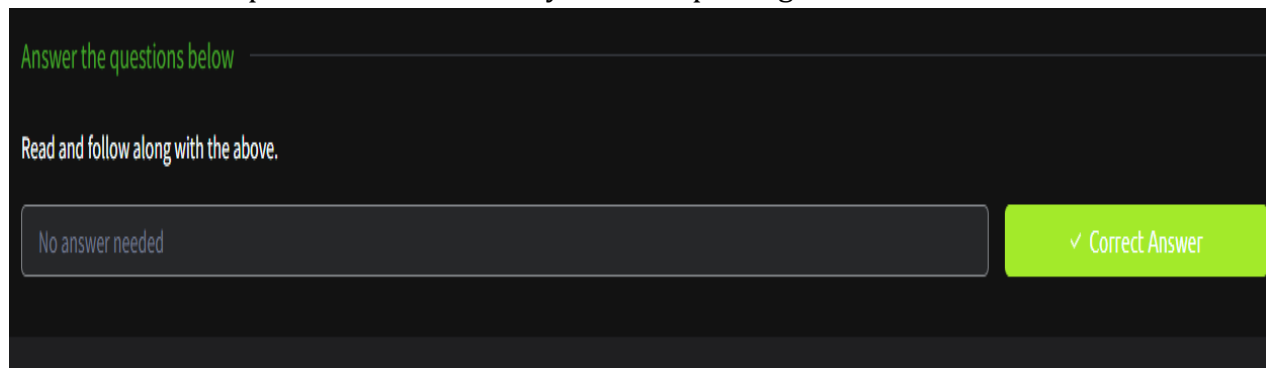 Answer the questions below
Read and follow along with the above.
No answer needed
✓ Correct Answer